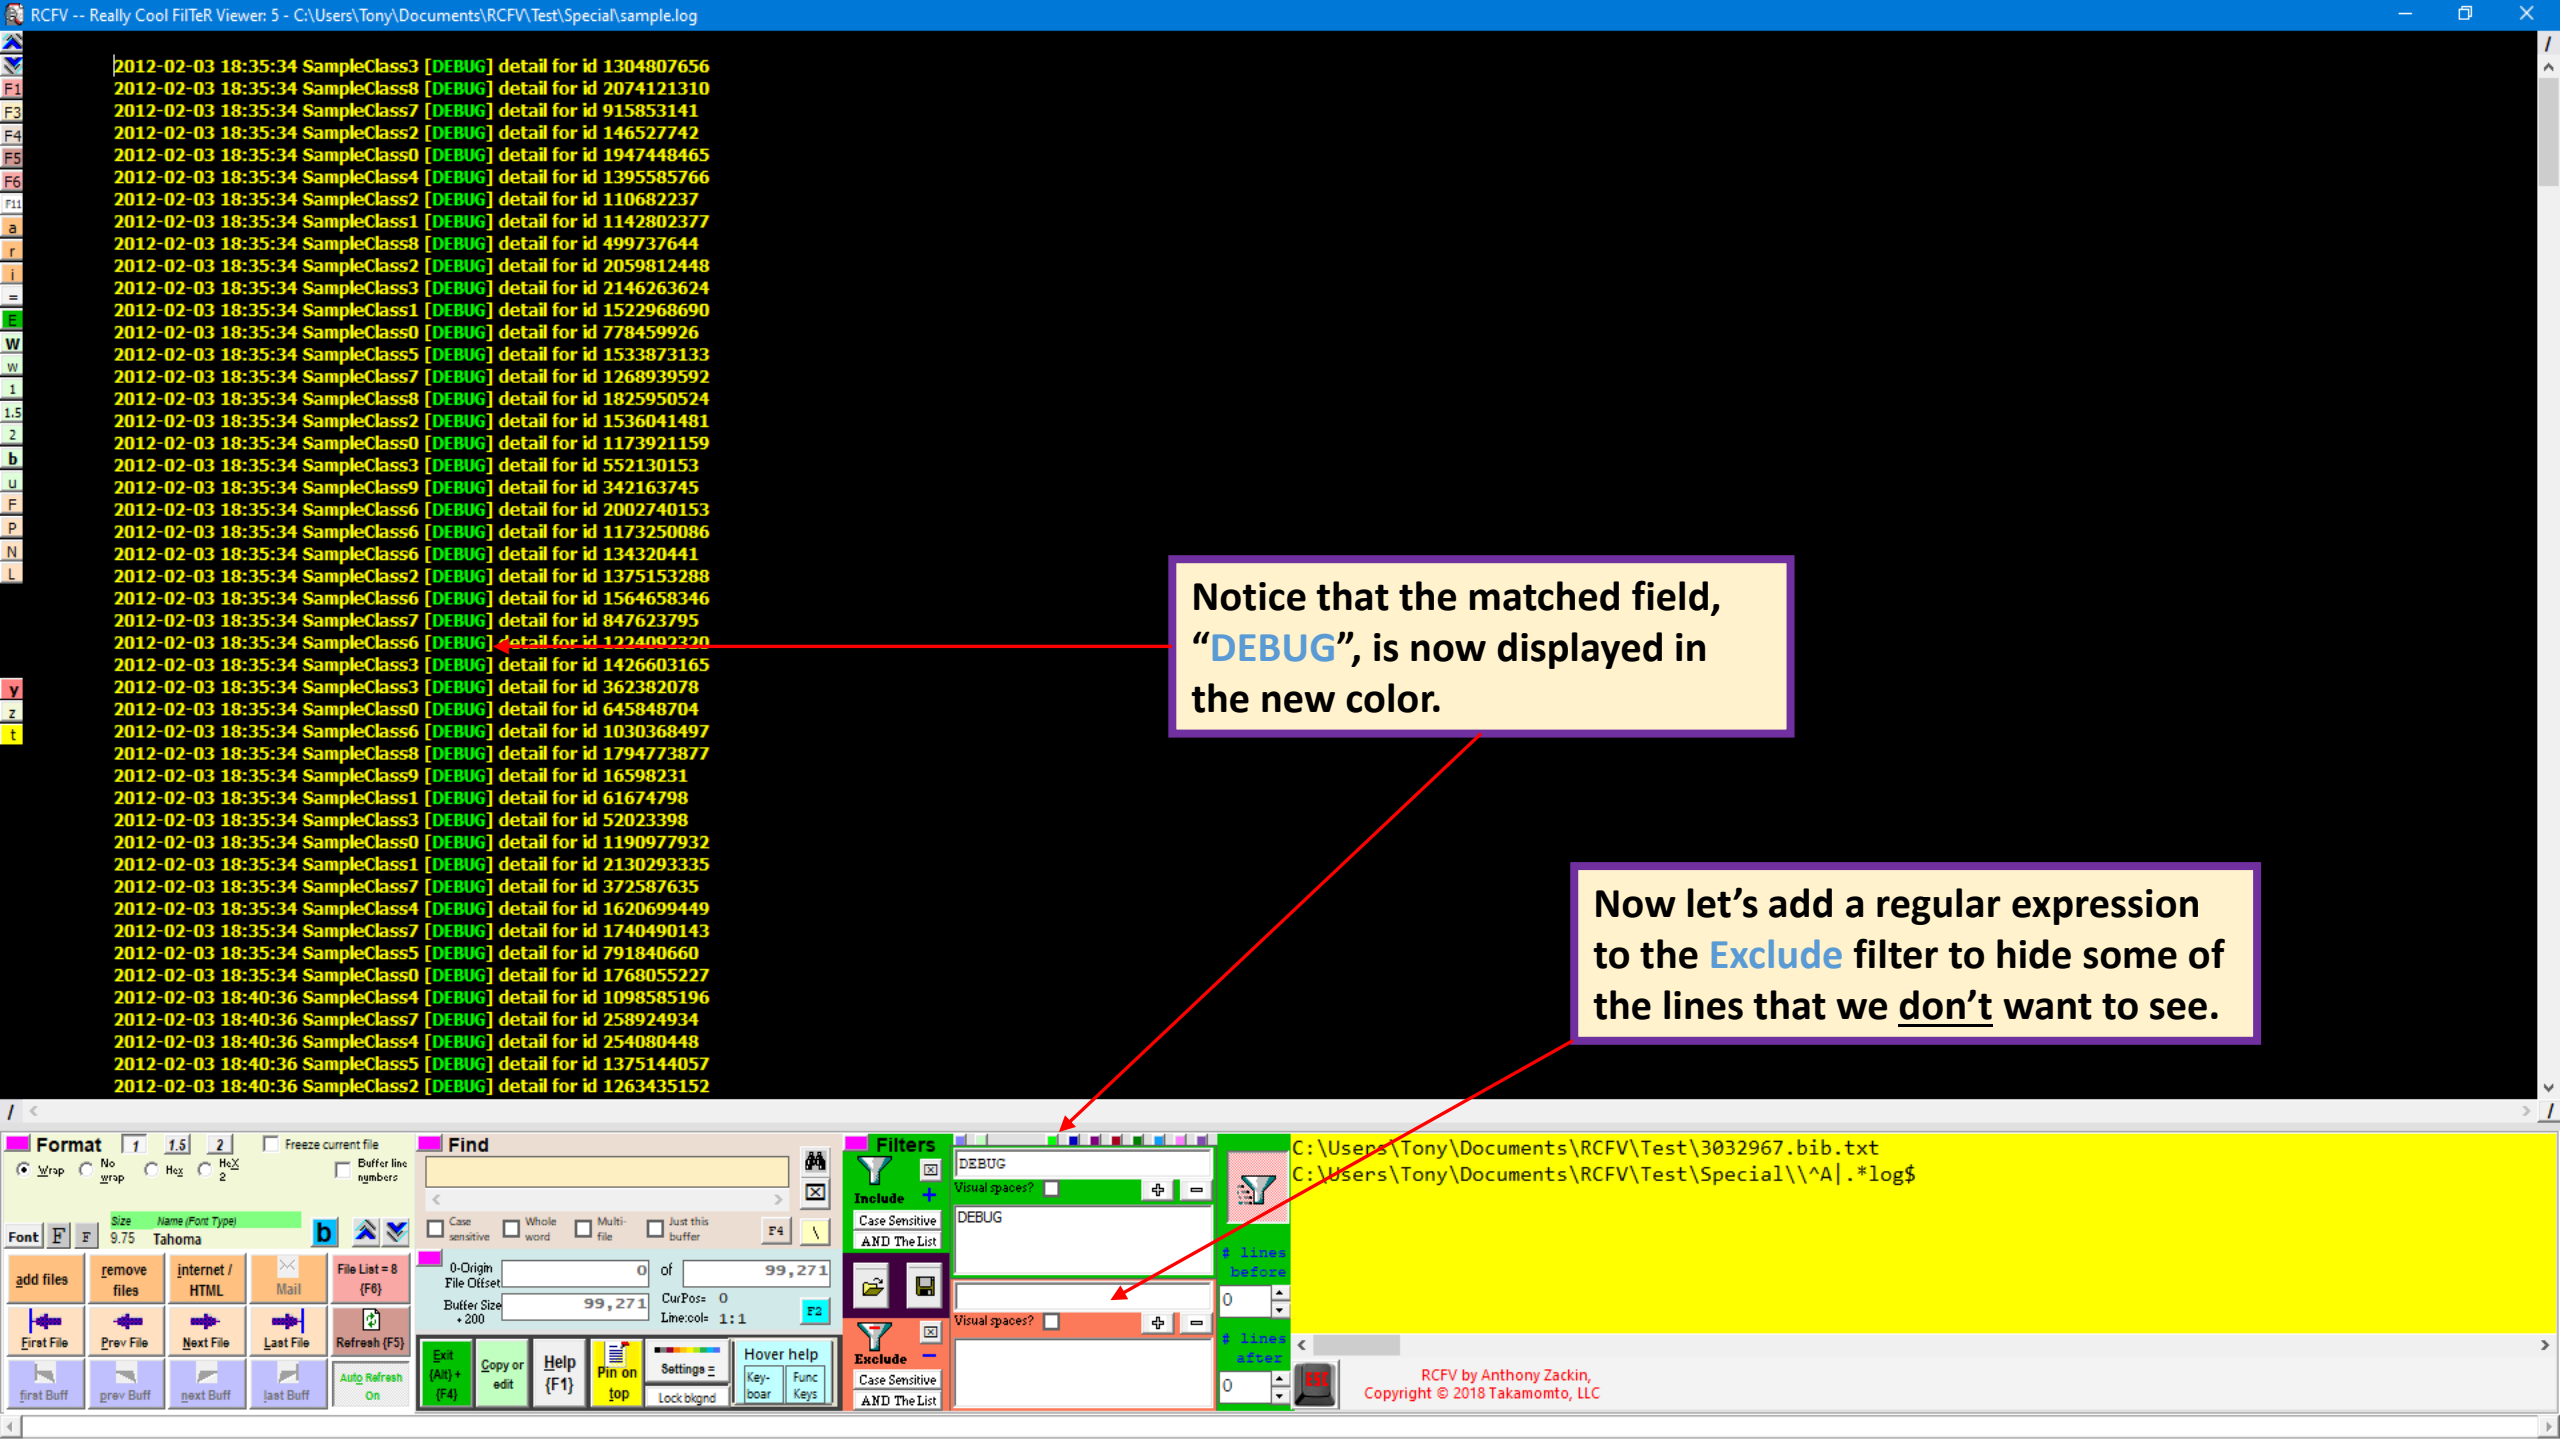 RCFV -- Really Cool FilTeR Viewer: 5 - C:\Users\Tony\Documents\RCFV\Test\Special\sample.log
/
F1
F3
F4
F5
F6
F11
a
r
i
=
E
W
w
1
1.5
2
b
u
F
P
N
L
y
z
t
2012-02-03 18:35:34 SampleClass3 [DEBUG] detail for id 1304807656
2012-02-03 18:35:34 SampleClass8 [DEBUG] detail for id 2074121310
2012-02-03 18:35:34 SampleClass7 [DEBUG] detail for id 915853141
2012-02-03 18:35:34 SampleClass2 [DEBUG] detail for id 146527742
2012-02-03 18:35:34 SampleClass0 [DEBUG] detail for id 1947448465
2012-02-03 18:35:34 SampleClass4 [DEBUG] detail for id 1395585766
2012-02-03 18:35:34 SampleClass2 [DEBUG] detail for id 110682237
2012-02-03 18:35:34 SampleClass1 [DEBUG] detail for id 1142802377
2012-02-03 18:35:34 SampleClass8 [DEBUG] detail for id 499737644
2012-02-03 18:35:34 SampleClass2 [DEBUG] detail for id 2059812448
2012-02-03 18:35:34 SampleClass3 [DEBUG] detail for id 2146263624
2012-02-03 18:35:34 SampleClass1 [DEBUG] detail for id 1522968690
2012-02-03 18:35:34 SampleClass0 [DEBUG] detail for id 778459926
2012-02-03 18:35:34 SampleClass5 [DEBUG] detail for id 1533873133
2012-02-03 18:35:34 SampleClass7 [DEBUG] detail for id 1268939592
2012-02-03 18:35:34 SampleClass8 [DEBUG] detail for id 1825950524
2012-02-03 18:35:34 SampleClass2 [DEBUG] detail for id 1536041481
2012-02-03 18:35:34 SampleClass0 [DEBUG] detail for id 1173921159
2012-02-03 18:35:34 SampleClass3 [DEBUG] detail for id 552130153
2012-02-03 18:35:34 SampleClass9 [DEBUG] detail for id 342163745
2012-02-03 18:35:34 SampleClass6 [DEBUG] detail for id 2002740153
2012-02-03 18:35:34 SampleClass6 [DEBUG] detail for id 1173250086
2012-02-03 18:35:34 SampleClass6 [DEBUG] detail for id 134320441
2012-02-03 18:35:34 SampleClass2 [DEBUG] detail for id 1375153288
2012-02-03 18:35:34 SampleClass6 [DEBUG] detail for id 1564658346
2012-02-03 18:35:34 SampleClass7 [DEBUG] detail for id 847623795
2012-02-03 18:35:34 SampleClass6 [DEBUG] detail for id 1224092320
2012-02-03 18:35:34 SampleClass3 [DEBUG] detail for id 1426603165
2012-02-03 18:35:34 SampleClass3 [DEBUG] detail for id 362382078
2012-02-03 18:35:34 SampleClass0 [DEBUG] detail for id 645848704
2012-02-03 18:35:34 SampleClass6 [DEBUG] detail for id 1030368497
2012-02-03 18:35:34 SampleClass8 [DEBUG] detail for id 1794773877
2012-02-03 18:35:34 SampleClass9 [DEBUG] detail for id 16598231
2012-02-03 18:35:34 SampleClass1 [DEBUG] detail for id 61674798
2012-02-03 18:35:34 SampleClass3 [DEBUG] detail for id 52023398
2012-02-03 18:35:34 SampleClass0 [DEBUG] detail for id 1190977932
2012-02-03 18:35:34 SampleClass1 [DEBUG] detail for id 2130293335
2012-02-03 18:35:34 SampleClass7 [DEBUG] detail for id 372587635
2012-02-03 18:35:34 SampleClass4 [DEBUG] detail for id 1620699449
2012-02-03 18:35:34 SampleClass7 [DEBUG] detail for id 1740490143
2012-02-03 18:35:34 SampleClass5 [DEBUG] detail for id 791840660
2012-02-03 18:35:34 SampleClass0 [DEBUG] detail for id 1768055227
2012-02-03 18:40:36 SampleClass4 [DEBUG] detail for id 1098585196
2012-02-03 18:40:36 SampleClass7 [DEBUG] detail for id 258924934
2012-02-03 18:40:36 SampleClass4 [DEBUG] detail for id 254080448
2012-02-03 18:40:36 SampleClass5 [DEBUG] detail for id 1375144057
2012-02-03 18:40:36 SampleClass2 [DEBUG] detail for id 1263435152
Notice that the matched field,
“DEBUG”, is now displayed in
the new color.
Now let’s add a regular expression
to the Exclude filter to hide some of
the lines that we don’t want to see.
/ /
Format 1 1.5 2 Freeze current file
Wrap No wrap Hex HeX 2 Buffer line numbers
Size Name (Font Type)
Font F F 9.75 Tahoma b
add files remove files internet / HTML Mail File List = 8 {F6}
First File Prev File Next File Last File Refresh {F5}
first Buff prev Buff next Buff last Buff Auto Refresh On
Find
Case sensitive Whole word Multi-file Just this buffer F4 \
0-Origin File Offset 0 of 99,271
Buffer Size + 200 99,271 CurPos= 0
Line:col= 1:1 F2
Exit {Alt} + {F4} Copy or edit Help {F1} Pin on top Settings = Lock bkgnd Hover help Key-boar Func Keys
Filters
DEBUG
Include + Visual spaces?
Case Sensitive
AND The List
DEBUG
Visual spaces?
Exclude
Case Sensitive
AND The List
# lines before
0
# lines after
0
C:\Users\Tony\Documents\RCFV\Test\3032967.bib.txt
C:\Users\Tony\Documents\RCFV\Test\Special\\^A|.*log$
ESC
RCFV by Anthony Zackin,
Copyright © 2018 Takamomto, LLC